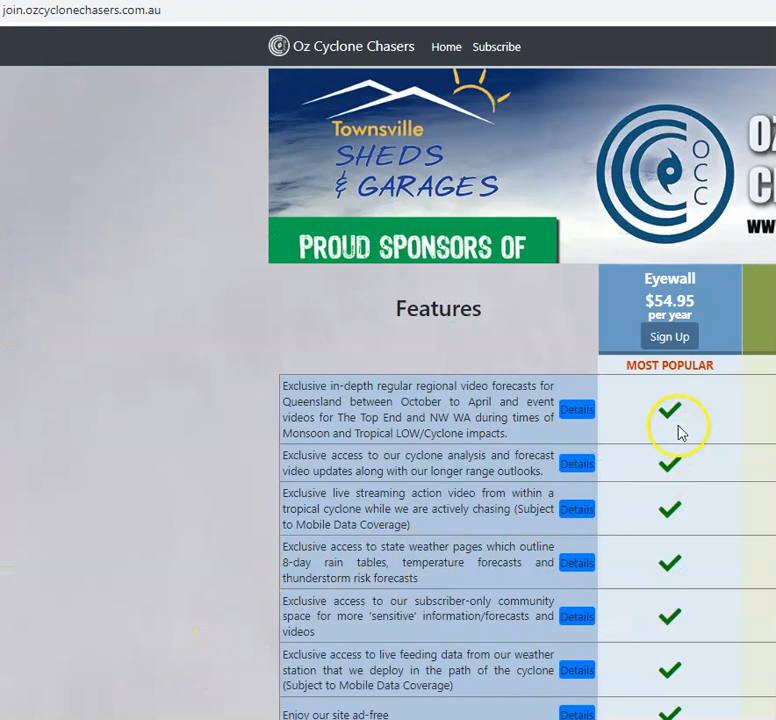 join.ozcyclonechasers.com.au
Oz Cyclone Chasers Home Subscribe
Townsville
SHEDS
& GARAGES
OCC
WW
PROUD SPONSORS OF
Features
Eyewall
$54.95
per year
Sign Up
MOST POPULAR
Exclusive in-depth regular regional video forecasts for
Queensland between October to April and event
videos for The Top End and NW WA during times of
Monsoon and Tropical LOW/Cyclone impacts.
Details
Exclusive access to our cyclone analysis and forecast
video updates along with our longer range outlooks.
Details
Exclusive live streaming action video from within a
tropical cyclone while we are actively chasing (Subject
to Mobile Data Coverage)
Details
Exclusive access to state weather pages which outline
8-day rain tables, temperature forecasts and
thunderstorm risk forecasts
Details
Exclusive access to our subscriber-only community
space for more 'sensitive' information/forecasts and
videos
Details
Exclusive access to live feeding data from our weather
station that we deploy in the path of the cyclone
(Subject to Mobile Data Coverage)
Details
Enjoy our site ad-free